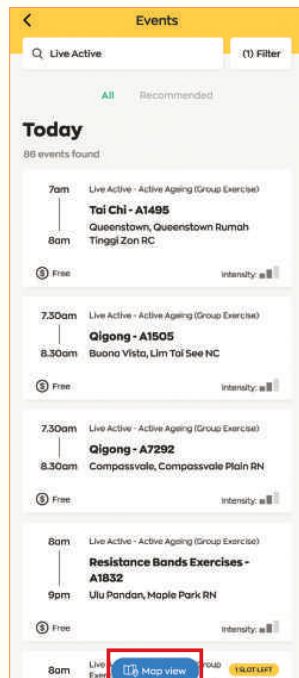 Events
Live Active
(1) Filter
All Recommended
Today
86 events found
7am Live Active - Active Ageing (Group Exercise)
Tai Chi - A1495
Queenstown, Queenstown Rumah
8am Tinggi Zon RC
$ Free Intensity:
7.30am Live Active - Active Ageing (Group Exercise)
Qigong - A1505
8.30am Buona Vista, Lim Tai See NC
$ Free Intensity:
7.30am Live Active - Active Ageing (Group Exercise)
Qigong - A7292
8.30am Compassvale, Compassvale Plain RN
$ Free Intensity:
8am Live Active - Active Ageing (Group Exercise)
Resistance Bands Exercises -
A1832
9pm Ulu Pandan, Maple Park RN
$ Free Intensity:
8am Live Map view roup 1 SLOT LEFT
Exer